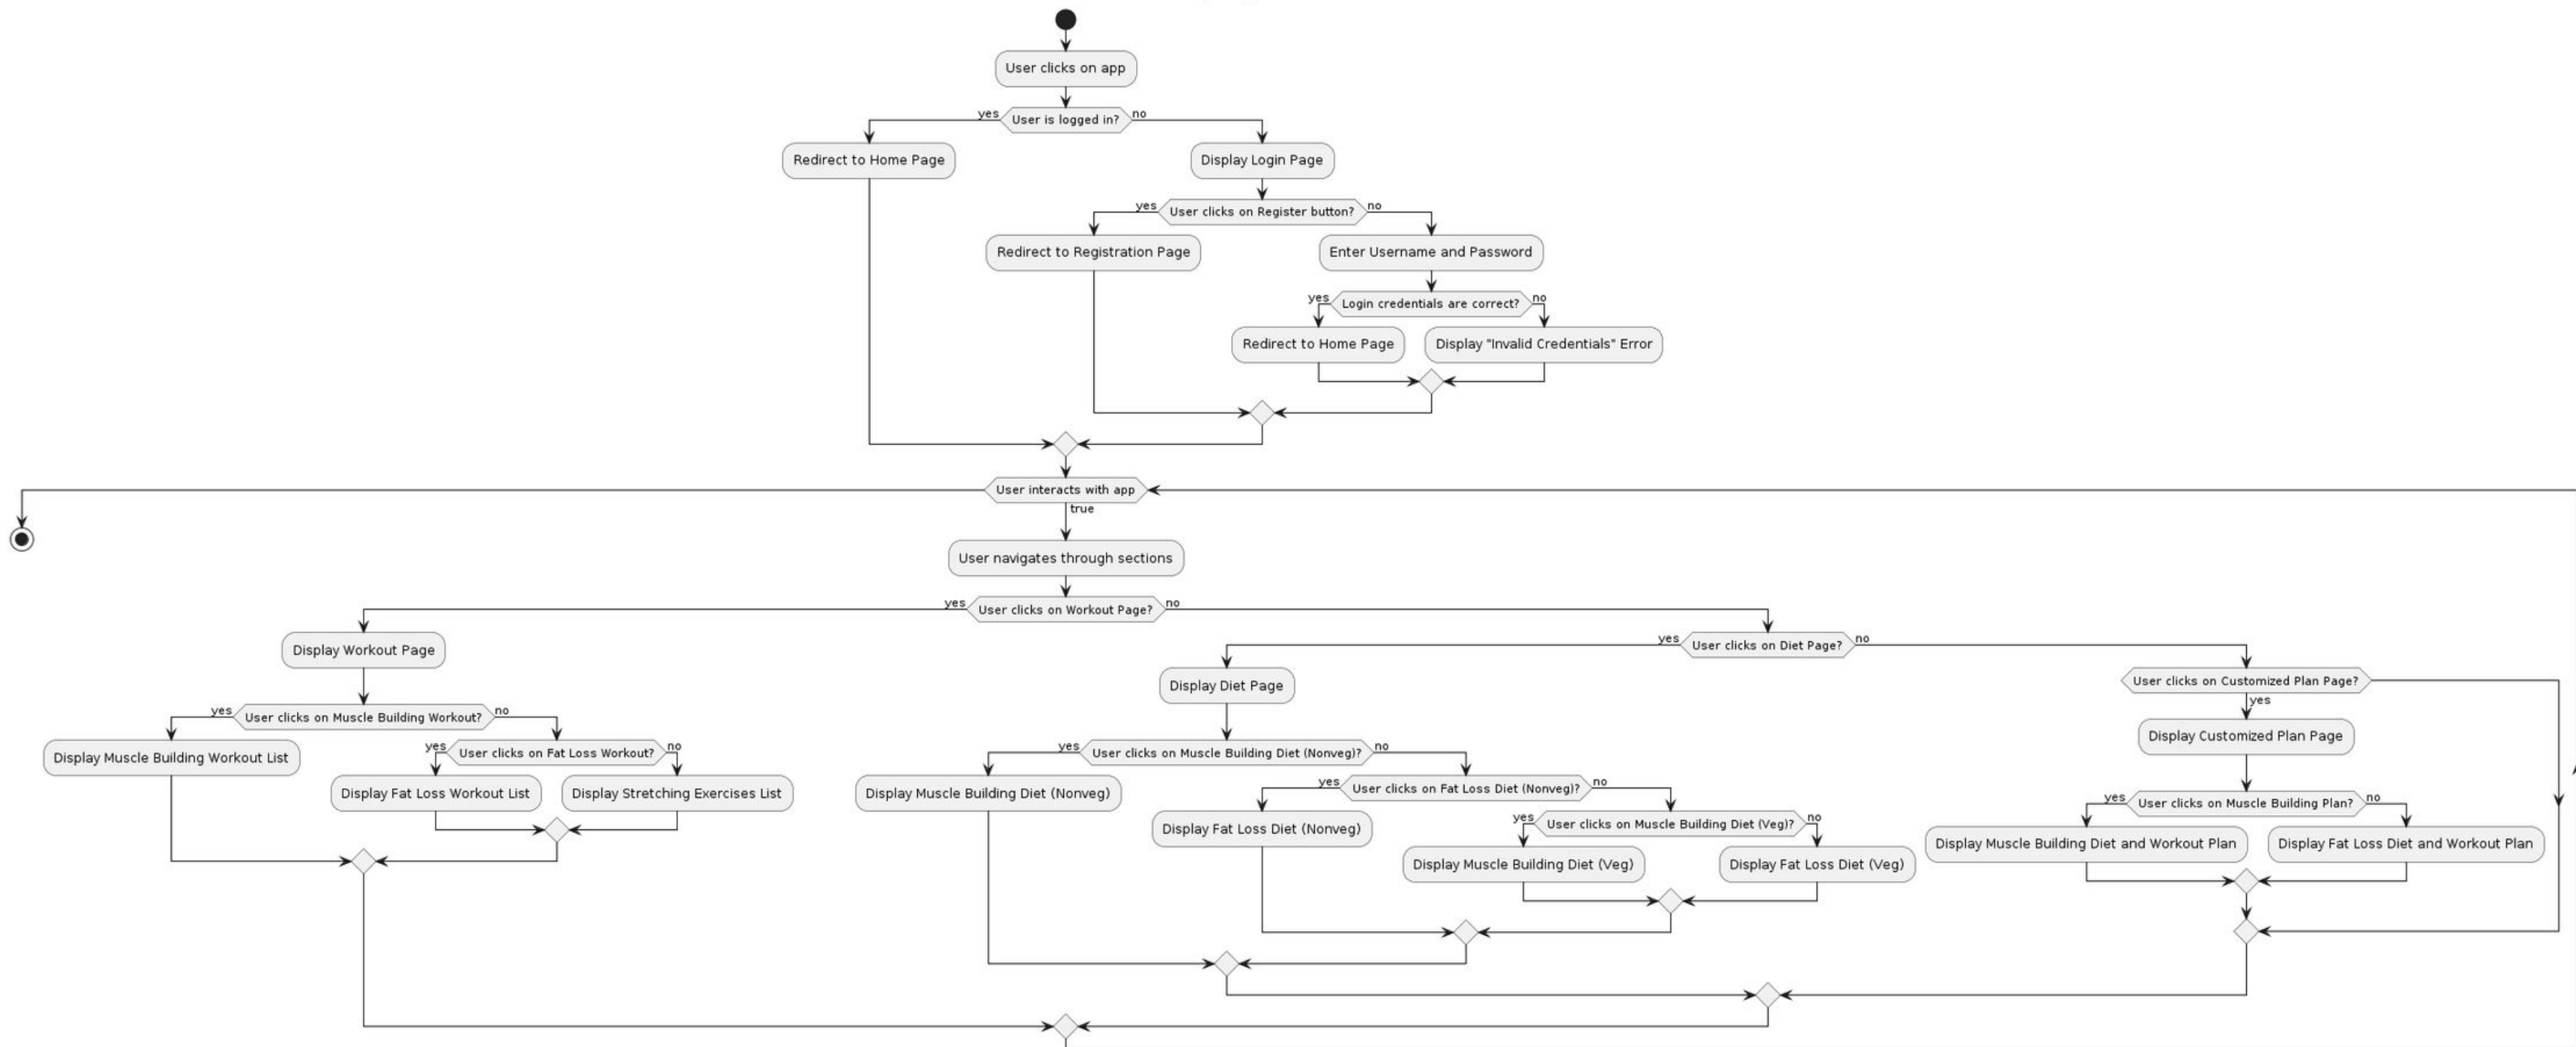 User clicks on app
yes
User is logged in?
no
Redirect to Home Page
Display Login Page
yes
User clicks on Register button?
no
Redirect to Registration Page
Enter Username and Password
yes
Login credentials are correct?
no
Redirect to Home Page
Display "Invalid Credentials" Error
User interacts with app
true
User navigates through sections
yes
User clicks on Workout Page?
no
Display Workout Page
yes
User clicks on Muscle Building Workout?
no
Display Muscle Building Workout List
yes
User clicks on Fat Loss Workout?
no
Display Fat Loss Workout List
Display Stretching Exercises List
yes
User clicks on Diet Page?
no
Display Diet Page
yes
User clicks on Muscle Building Diet (Nonveg)?
no
Display Muscle Building Diet (Nonveg)
yes
User clicks on Fat Loss Diet (Nonveg)?
no
Display Fat Loss Diet (Nonveg)
yes
User clicks on Muscle Building Diet (Veg)?
no
Display Muscle Building Diet (Veg)
Display Fat Loss Diet (Veg)
User clicks on Customized Plan Page?
yes
Display Customized Plan Page
yes
User clicks on Muscle Building Plan?
no
Display Muscle Building Diet and Workout Plan
Display Fat Loss Diet and Workout Plan